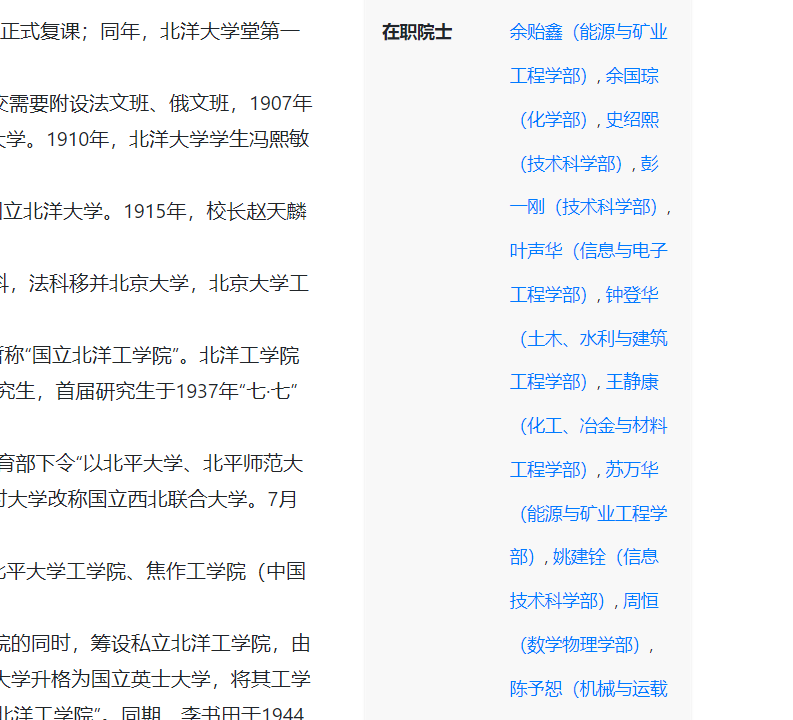 正式复课；同年，北洋大学堂第一
交需要附设法文班、俄文班，1907年
大学。1910年，北洋大学学生冯熙敏
国立北洋大学。1915年，校长赵天麟
科，法科移并北京大学，北京大学工
暂称“国立北洋工学院”。北洋工学院
究生，首届研究生于1937年“七·七”
育部下令“以北平大学、北平师范大
时大学改称国立西北联合大学。7月
北平大学工学院、焦作工学院（中国
院的同时，筹设私立北洋工学院，由
大学升格为国立英士大学，将其工学
北洋工学院”。同期，李书田于1944
在职院士
余贻鑫（能源与矿业
工程学部）, 余国琮
（化学部）, 史绍熙
（技术科学部）, 彭
一刚（技术科学部）,
叶声华（信息与电子
工程学部）, 钟登华
（土木、水利与建筑
工程学部）, 王静康
（化工、冶金与材料
工程学部）, 苏万华
（能源与矿业工程学
部）, 姚建铨（信息
技术科学部）, 周恒
（数学物理学部）,
陈予恕（机械与运载